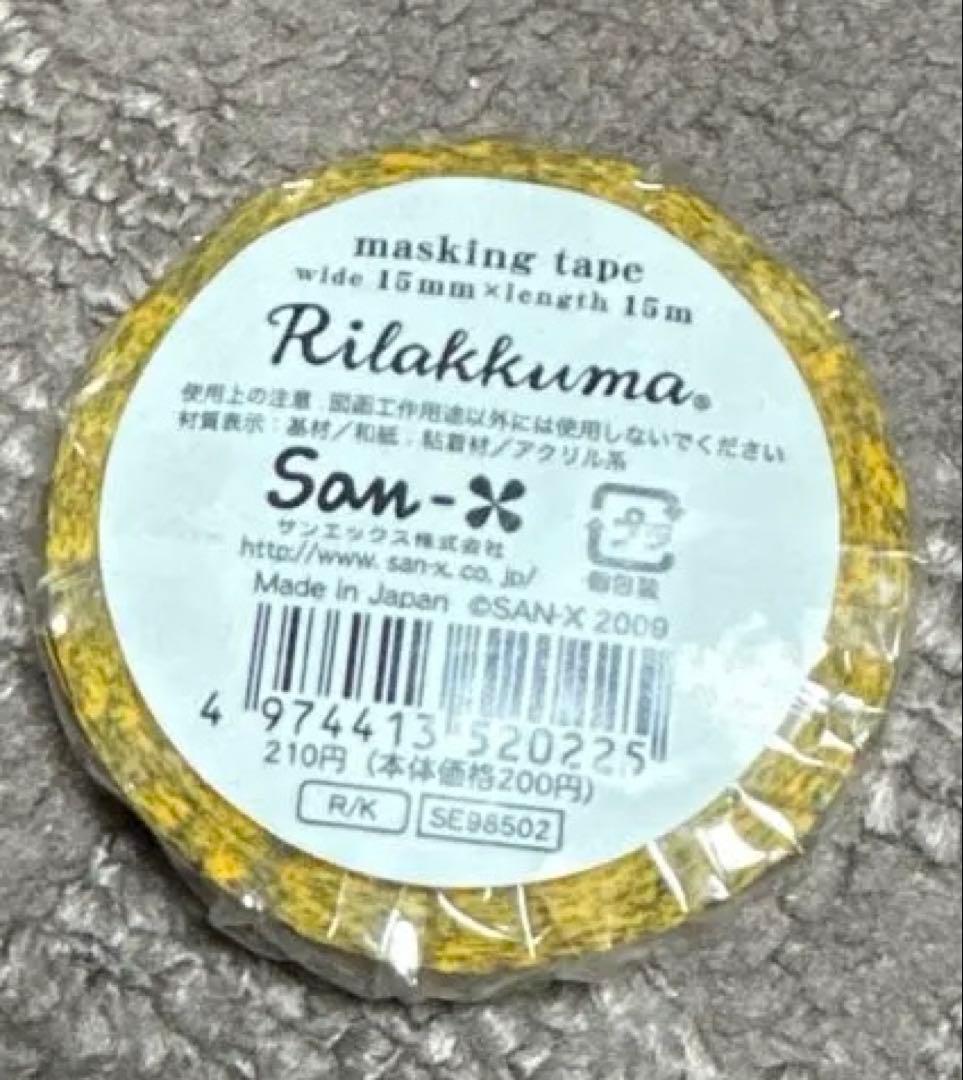 masking tape
wide 15mm×length 15m
Rilakkuma®
使用上の注意:図画工作用途以外には使用しないでください
材質表示:基材/和紙:粘着材/アクリル系
San-X
サンエックス株式会社
http://www.san-x.co.jp/
プラ
個包装
Made in Japan ©SAN-X 2009
4 974413 520225
210円(本体価格200円)
R/K SE98502